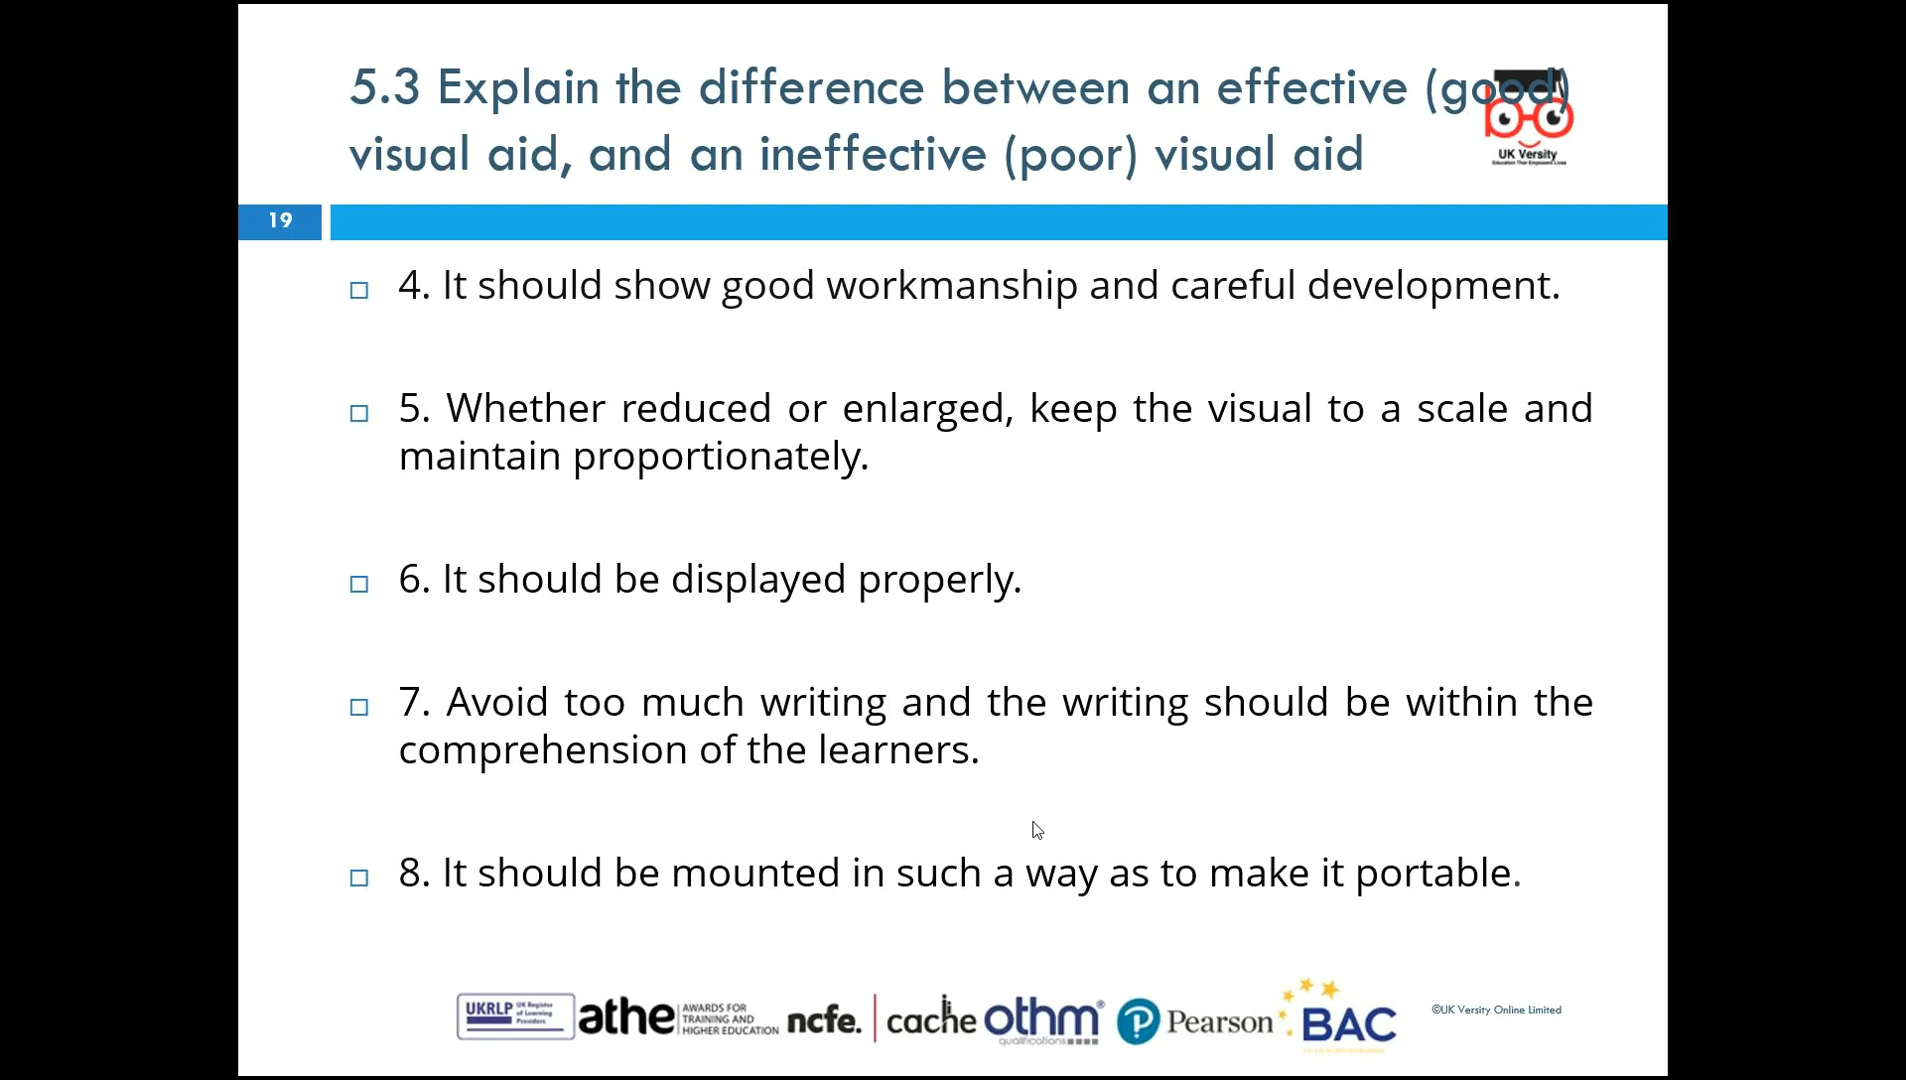 5.3 Explain the difference between an effective (good)
visual aid, and an ineffective (poor) visual aid
UK Versity
Education That Empowers Lives
19
4. It should show good workmanship and careful development.
5. Whether reduced or enlarged, keep the visual to a scale and
maintain proportionately.
6. It should be displayed properly.
7. Avoid too much writing and the writing should be within the
comprehension of the learners.
8. It should be mounted in such a way as to make it portable.
UKRLP UK Register
of Learning
Providers
athe AWARDS FOR
TRAINING AND
HIGHER EDUCATION
ncfe.
cache
othm®
qualifications
P Pearson
BAC
©UK Versity Online Limited